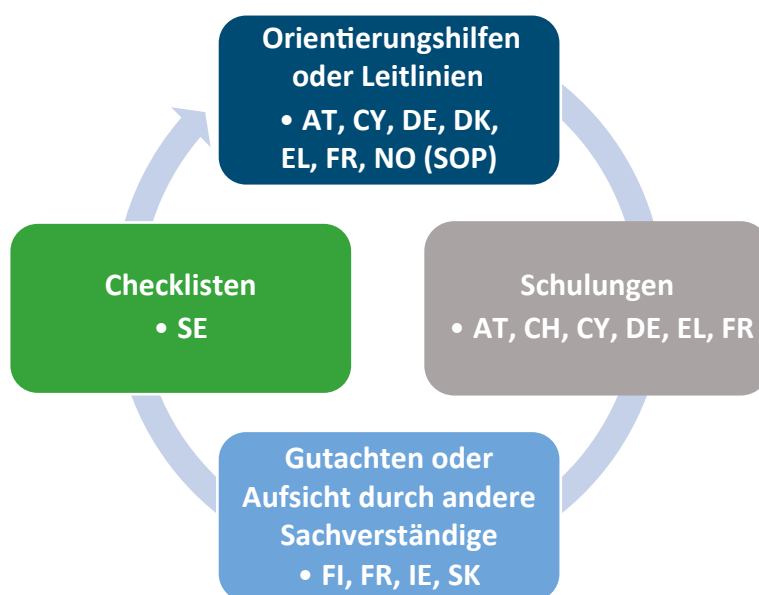 Orientierungshilfen
oder Leitlinien
• AT, CY, DE, DK,
EL, FR, NO (SOP)
Checklisten
• SE
Schulungen
• AT, CH, CY, DE, EL, FR
Gutachten oder
Aufsicht durch andere
Sachverständige
• FI, FR, IE, SK